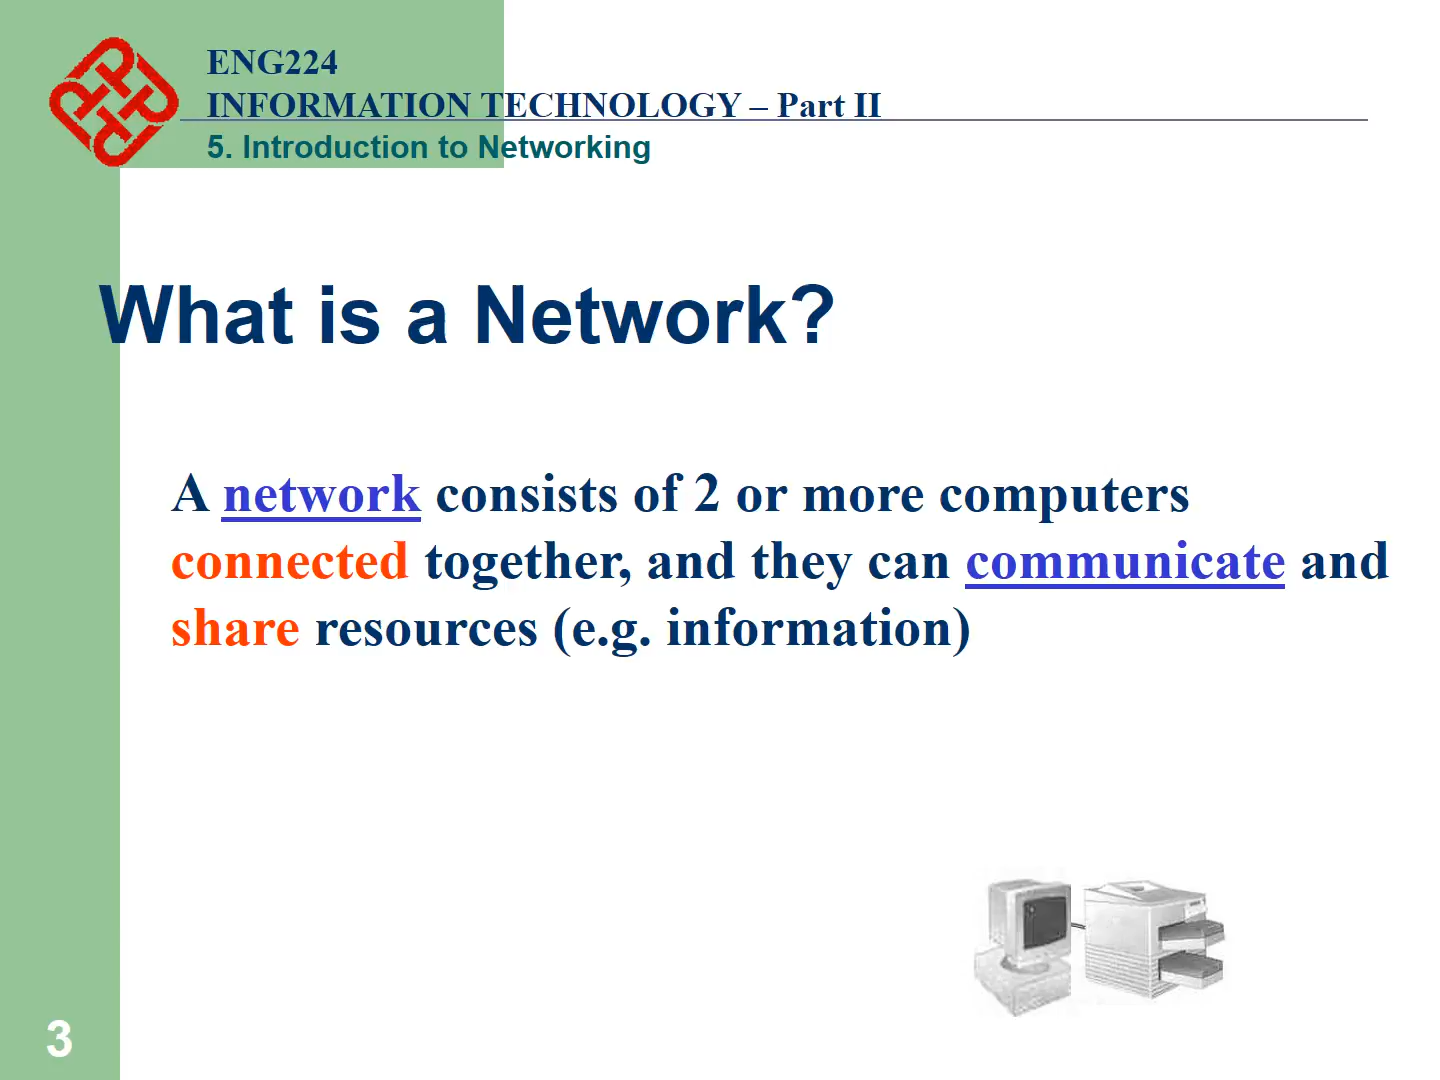 ENG224
INFORMATION TECHNOLOGY – Part II
5. Introduction to Networking
What is a Network?
A network consists of 2 or more computers
connected together, and they can communicate and
share resources (e.g. information)
3